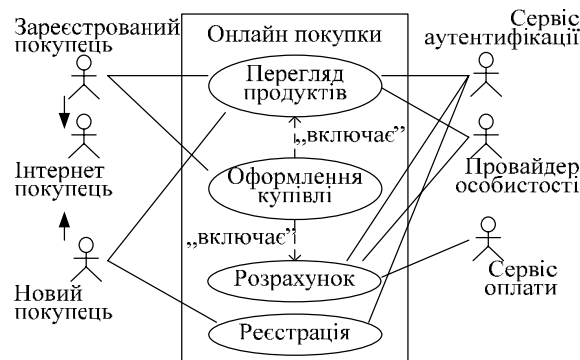 Зареєстрований
покупець
Інтернет
покупець
Новий
покупець
Онлайн покупки
Перегляд
продуктів
„включає”
Оформлення
купівлі
„включає”
Розрахунок
Реєстрація
Сервіс
аутентифікації
Провайдер
особистості
Сервіс
оплати